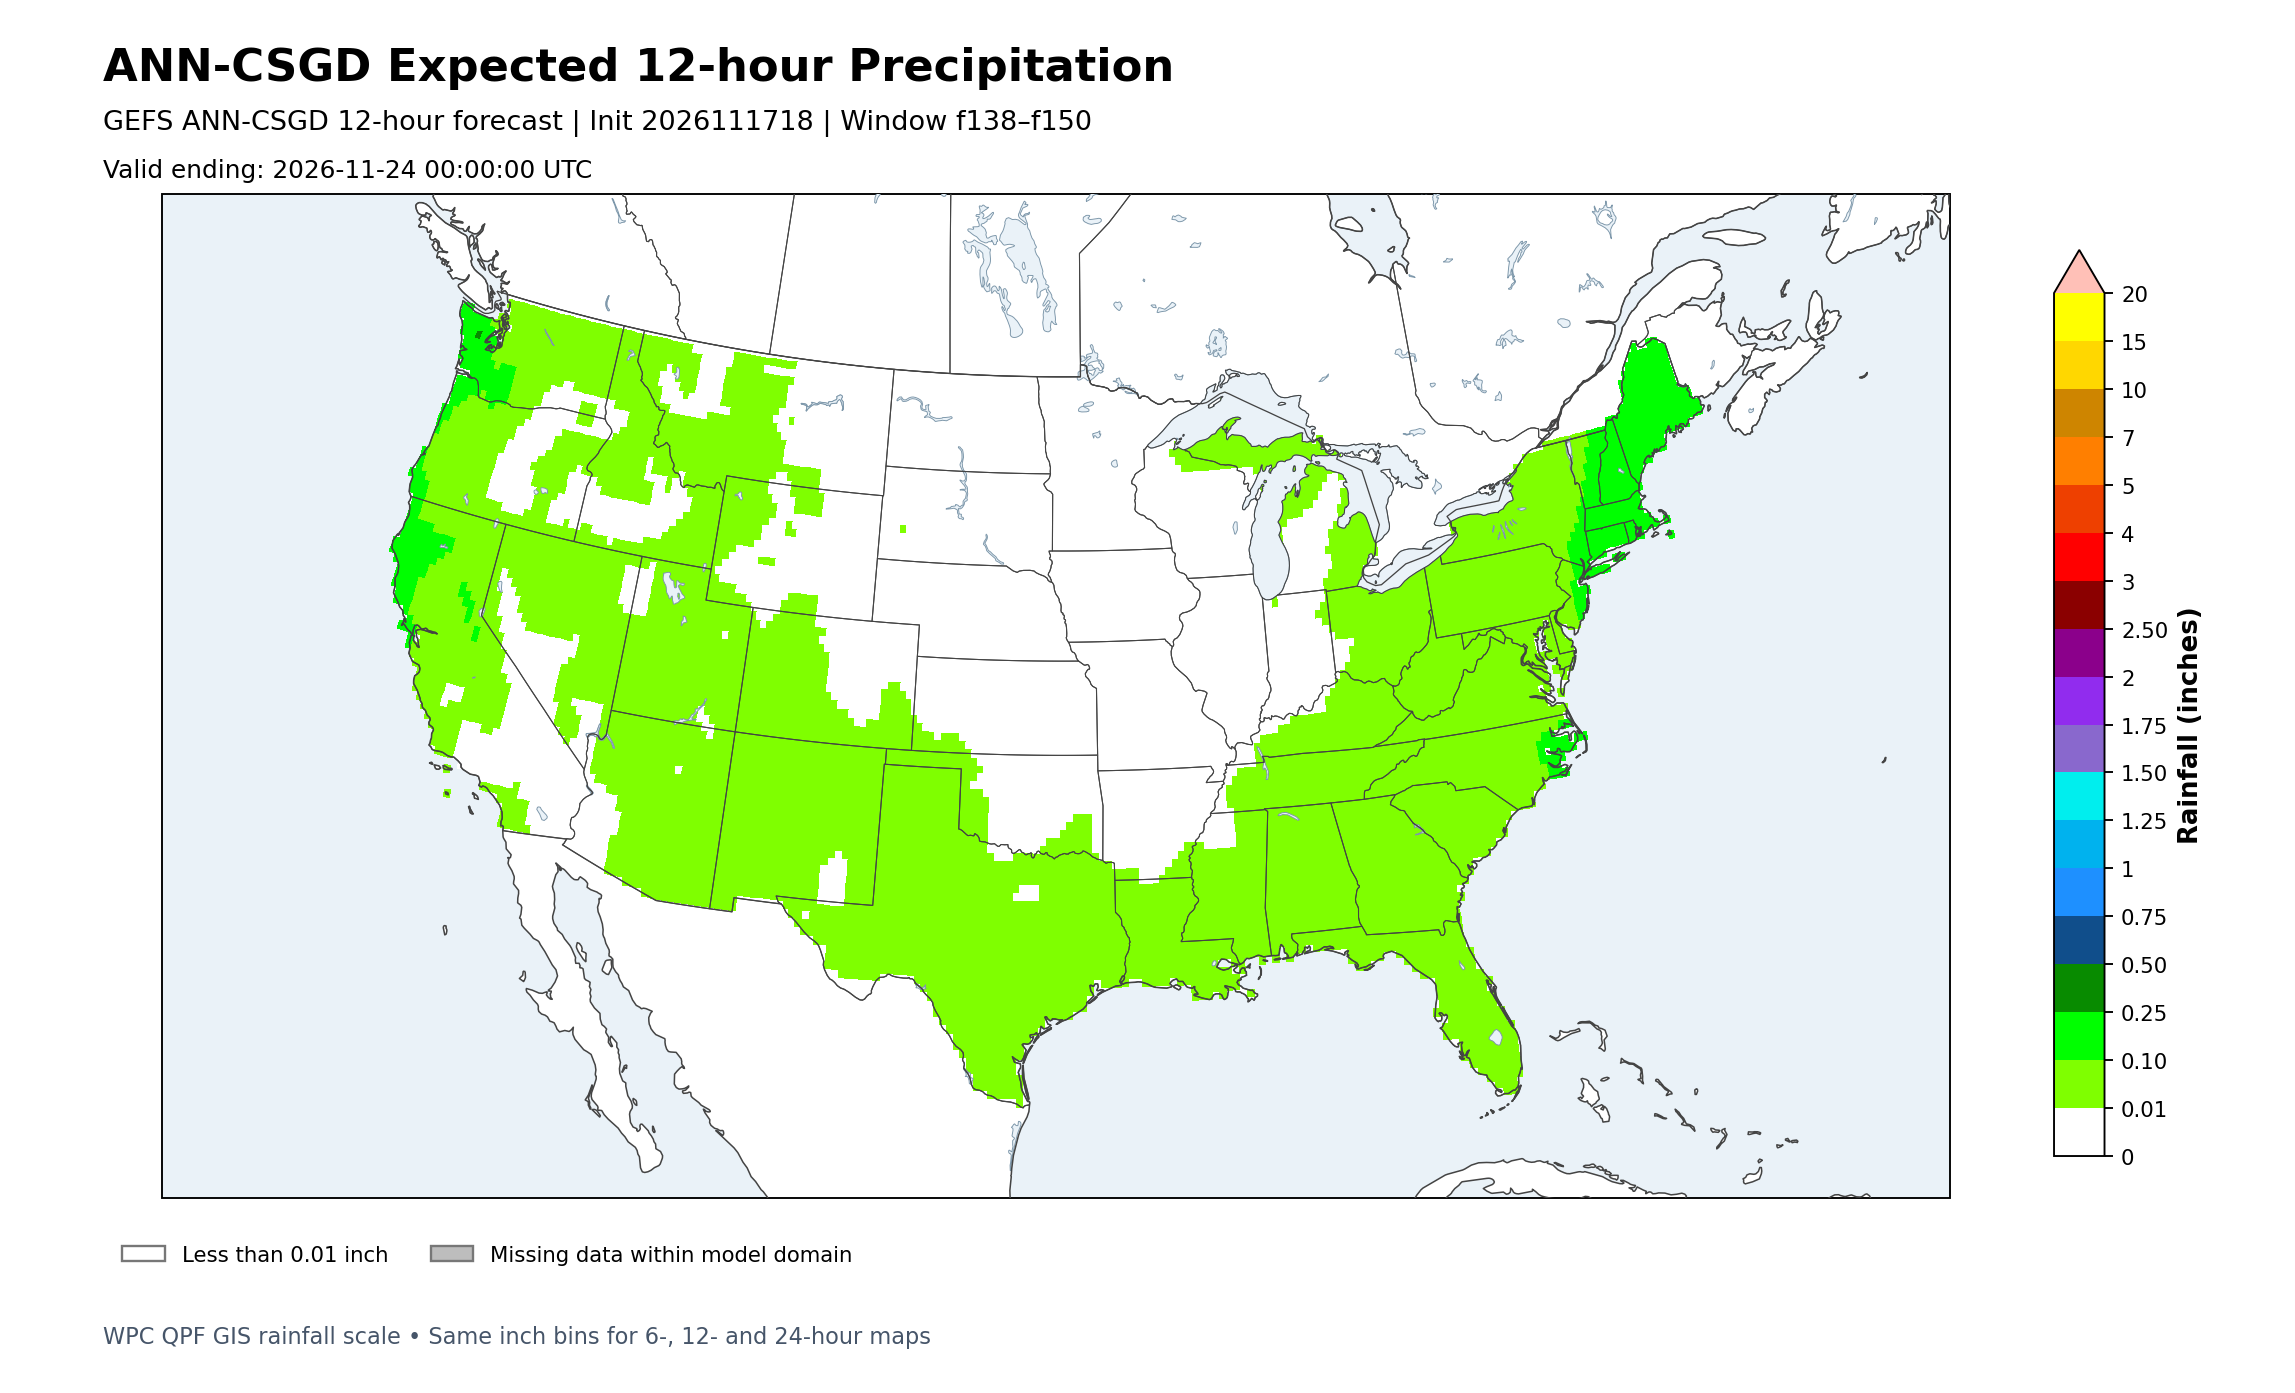 ANN-CSGD Expected 12-hour Precipitation
GEFS ANN-CSGD 12-hour forecast | Init 2026111718 | Window f138–f150
Valid ending: 2026-11-24 00:00:00 UTC
20
15
10
7
5
4
3
2.50
2
1.75
1.50
1.25
1
0.75
0.50
0.25
0.10
0.01
0
Rainfall (inches)
Less than 0.01 inch
Missing data within model domain
WPC QPF GIS rainfall scale • Same inch bins for 6-, 12- and 24-hour maps